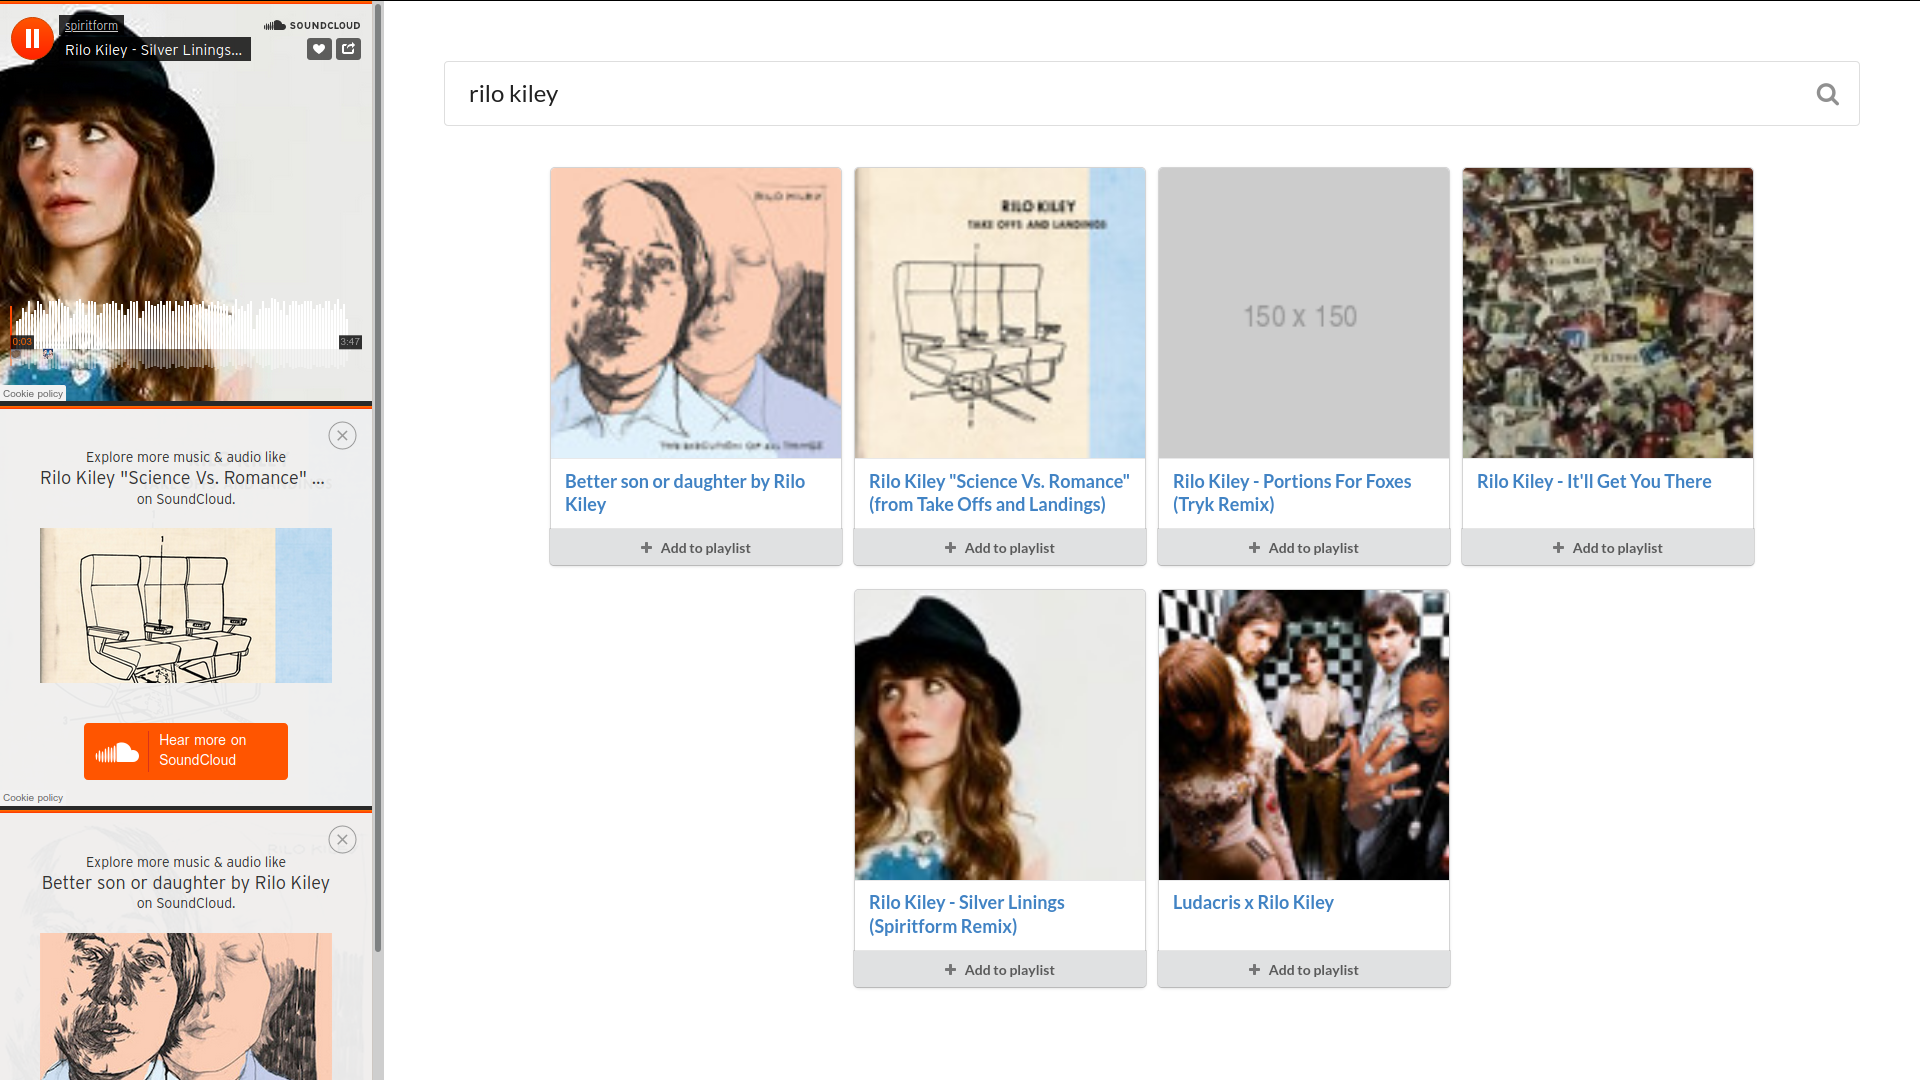 spiritform
SOUNDCLOUD
Rilo Kiley - Silver Linings...
0:03
3:47
Cookie policy
Explore more music & audio like
Rilo Kiley "Science Vs. Romance" ...
on SoundCloud.
Hear more on
SoundCloud
Cookie policy
Explore more music & audio like
Better son or daughter by Rilo Kiley
on SoundCloud.
rilo kiley
RILO KILEY
THE EXECUTION OF ALL THINGS
Better son or daughter by Rilo
Kiley
+ Add to playlist
RILO KILEY
TAKE OFFS AND LANDINGS
Rilo Kiley "Science Vs. Romance"
(from Take Offs and Landings)
+ Add to playlist
150 x 150
Rilo Kiley - Portions For Foxes
(Tryk Remix)
+ Add to playlist
Rilo Kiley - It'll Get You There
+ Add to playlist
Rilo Kiley - Silver Linings
(Spiritform Remix)
+ Add to playlist
Ludacris x Rilo Kiley
+ Add to playlist